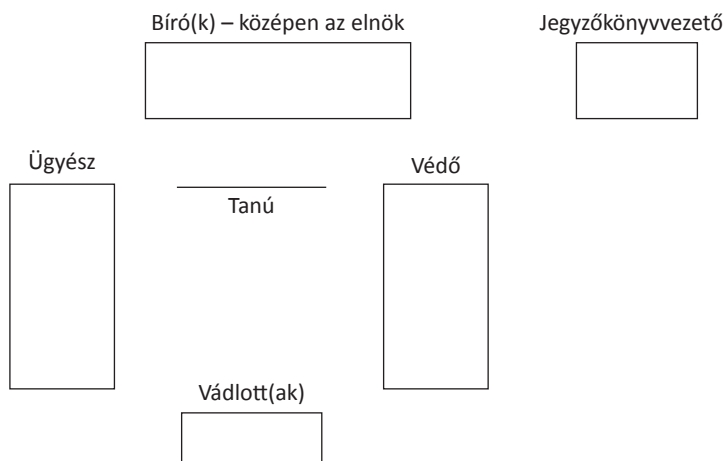 Bíró(k) – középen az elnök
Jegyzőkönyvvezető
Ügyész
Védő
Tanú
Vádlott(ak)